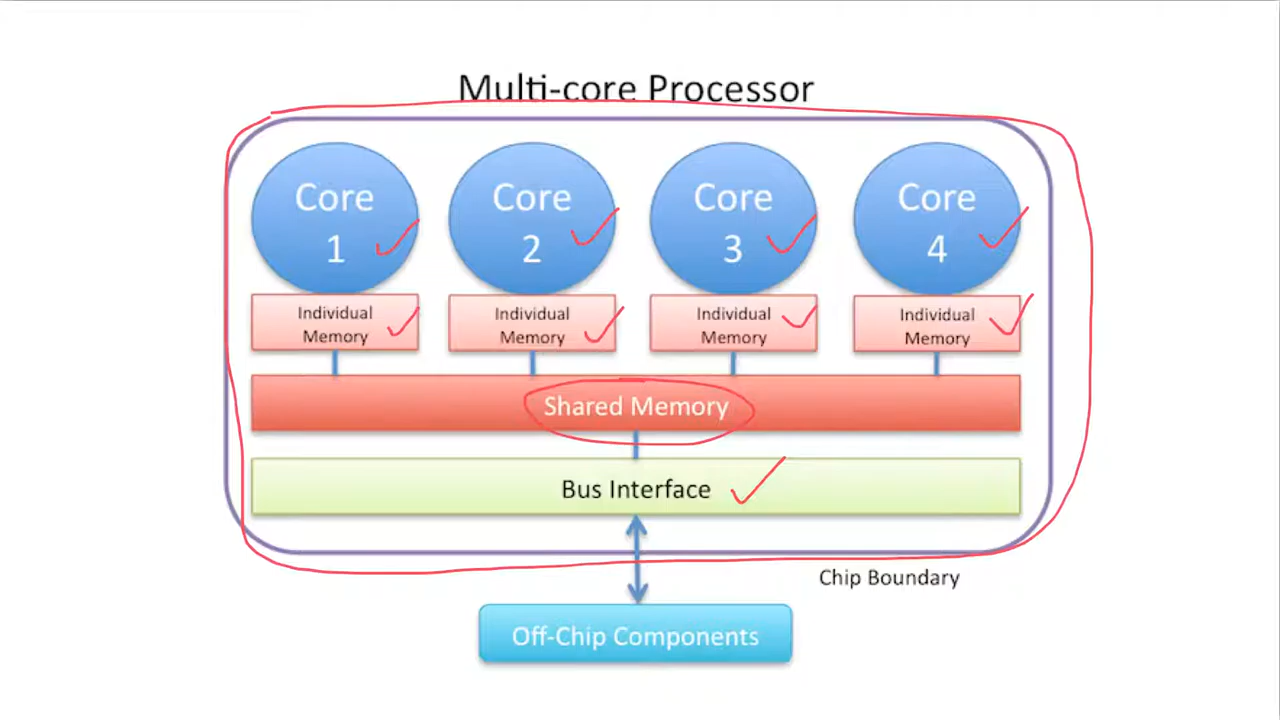 Multi-core Processor
Core
1
Core
2
Core
3
Core
4
Individual
Memory
Individual
Memory
Individual
Memory
Individual
Memory
Shared Memory
Bus Interface
Chip Boundary
Off-Chip Components